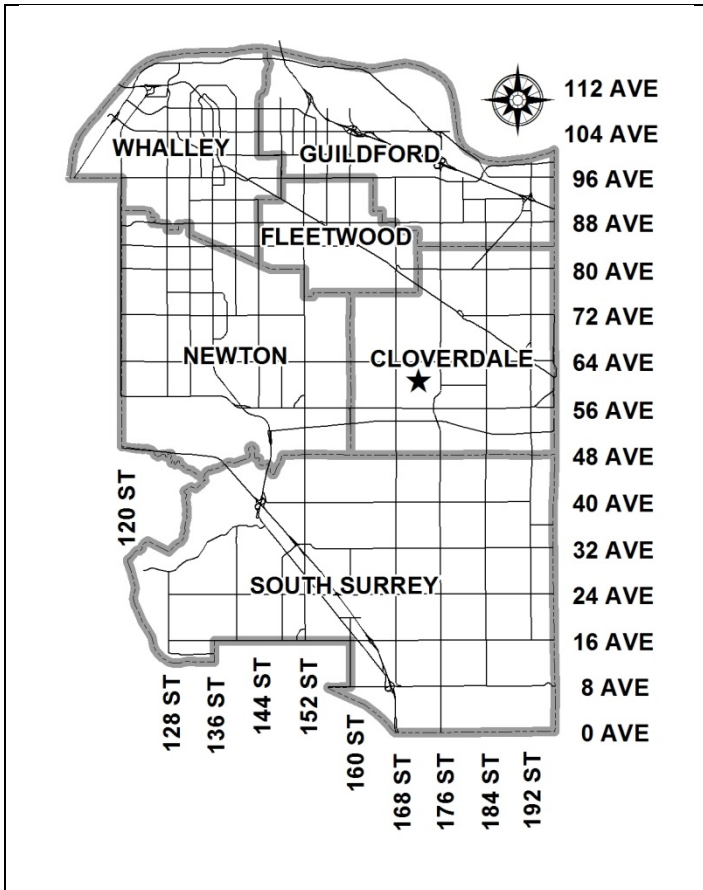 112 AVE
104 AVE
WHALLEY
GUILDFORD
96 AVE
88 AVE
FLEETWOOD
80 AVE
72 AVE
NEWTON
CLOVERDALE
64 AVE
56 AVE
48 AVE
120 ST
40 AVE
32 AVE
SOUTH SURREY
24 AVE
16 AVE
128 ST
136 ST
144 ST
152 ST
8 AVE
160 ST
0 AVE
168 ST
176 ST
184 ST
192 ST